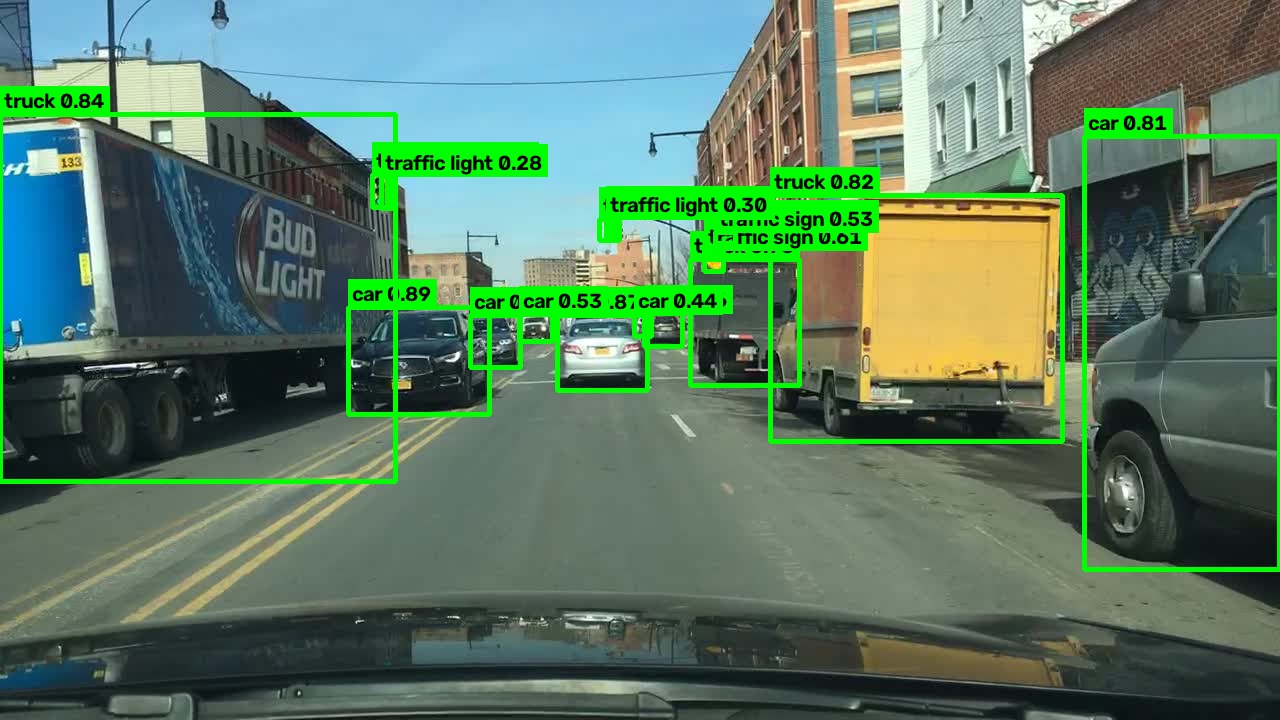 truck 0.84
car 0.81
traffic light 0.28
133
HT
truck 0.82
traffic light 0.30
traffic sign 0.53
traffic sign 0.61
BUD
LIGHT
car 0.89
car 0.53
car 0.44